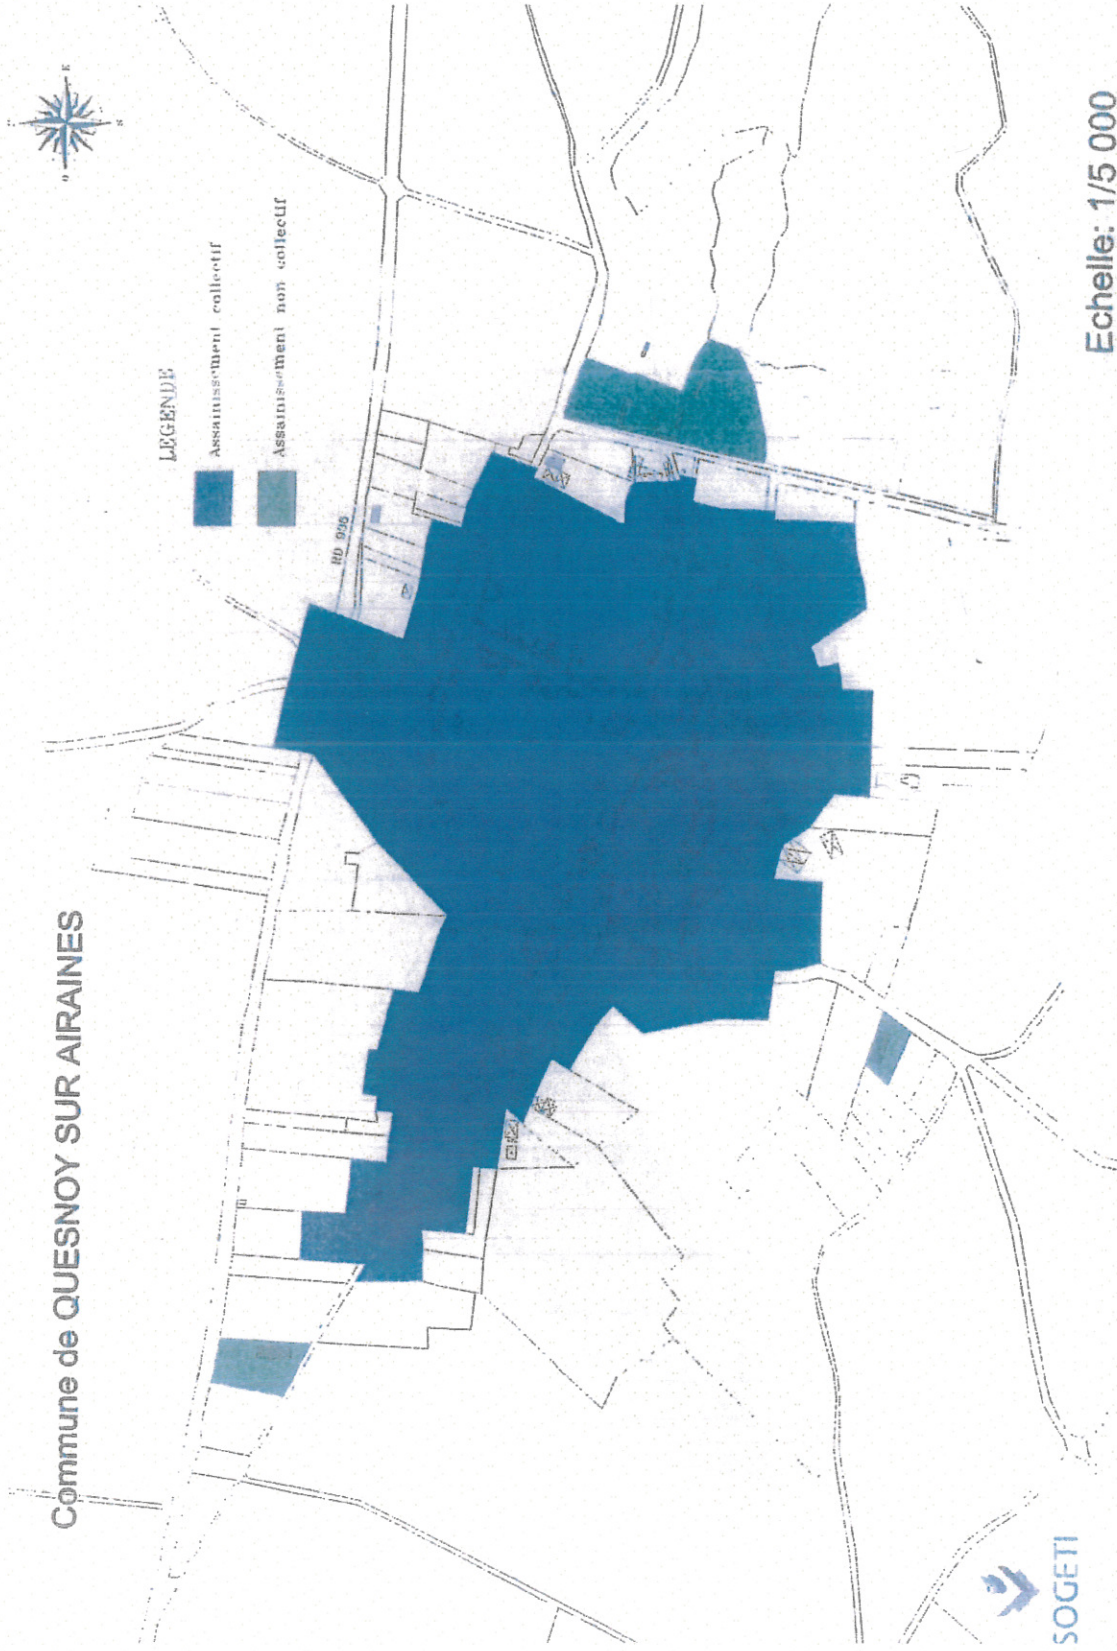 Commune de QUESNOY SUR AIRAINES
LEGENDE
Assainissement collectif
Assainissement non collectif
RD 936
E
S
O
SOGETI
Echelle: 1/5 000